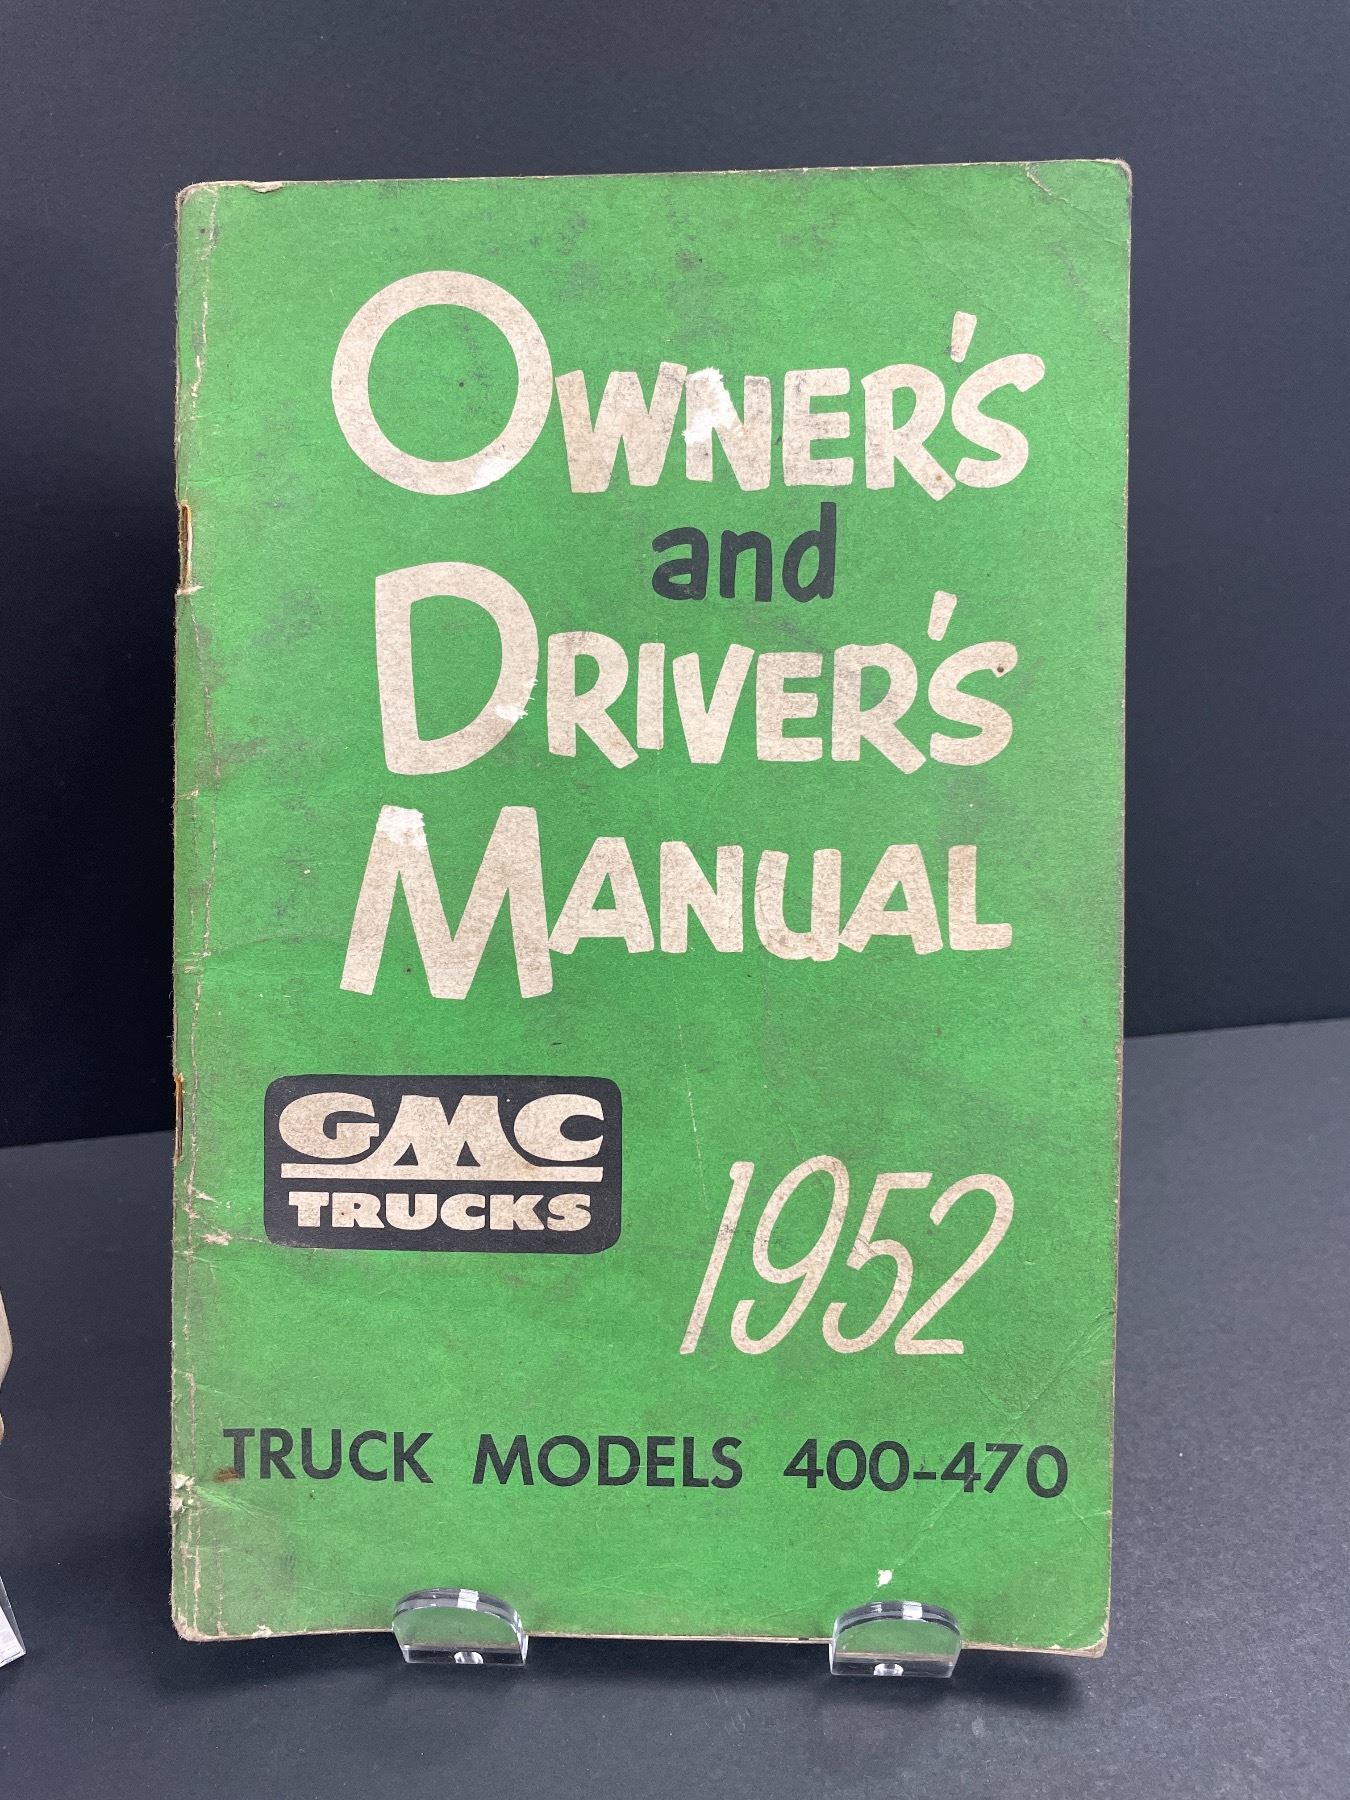 OWNER'S
and
DRIVER'S
MANUAL
GMC
TRUCKS
1952
TRUCK MODELS 400-470